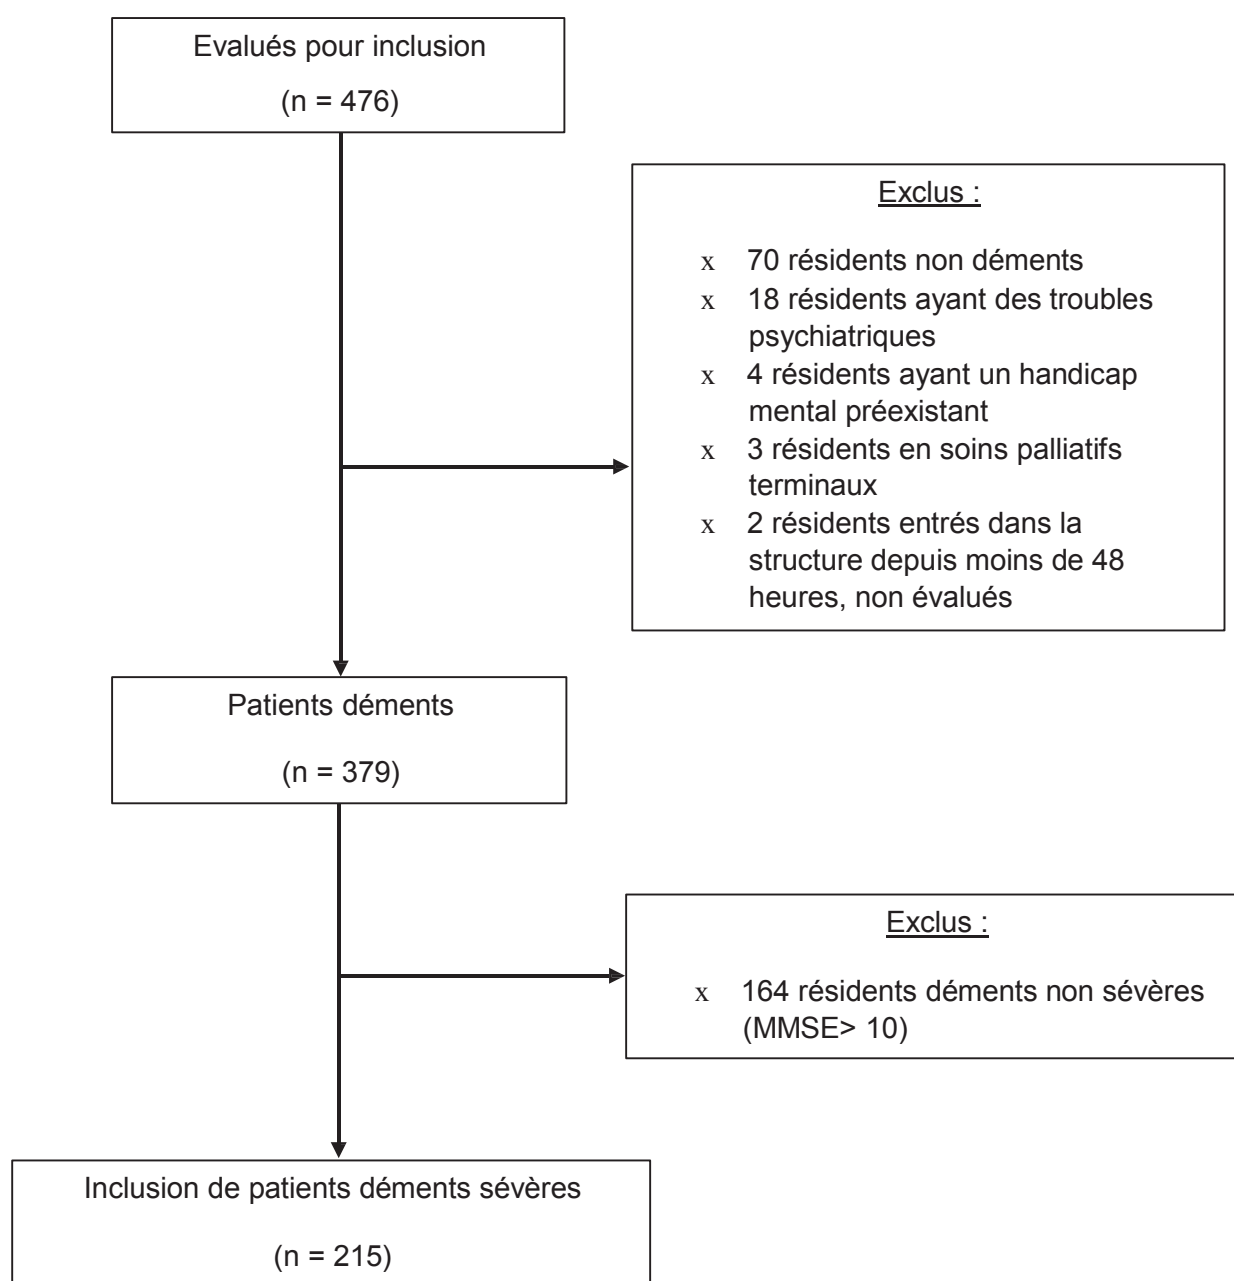 Evalués pour inclusion
(n = 476)
Exclus :
x 70 résidents non déments
x 18 résidents ayant des troubles
psychiatriques
x 4 résidents ayant un handicap
mental préexistant
x 3 résidents en soins palliatifs
terminaux
x 2 résidents entrés dans la
structure depuis moins de 48
heures, non évalués
Patients déments
(n = 379)
Exclus :
x 164 résidents déments non sévères
(MMSE> 10)
Inclusion de patients déments sévères
(n = 215)